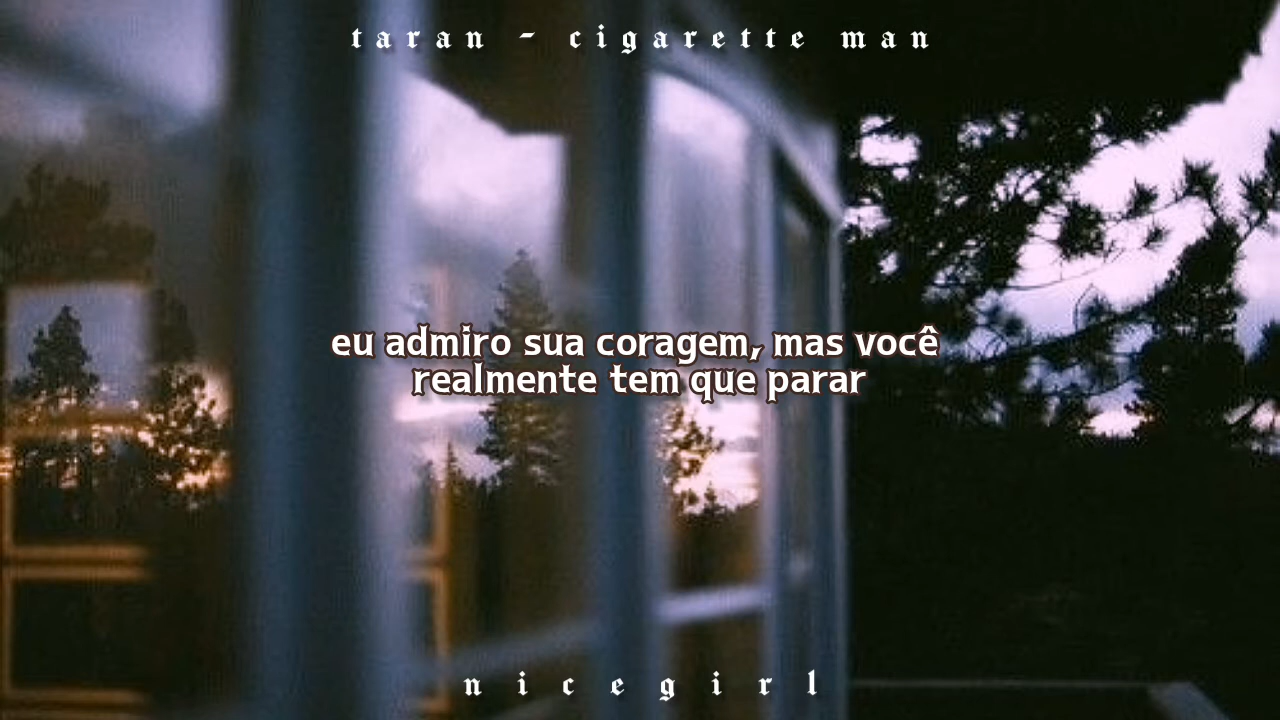 taran - cigarette man
eu admiro sua coragem, mas você
realmente tem que parar
nicegirl